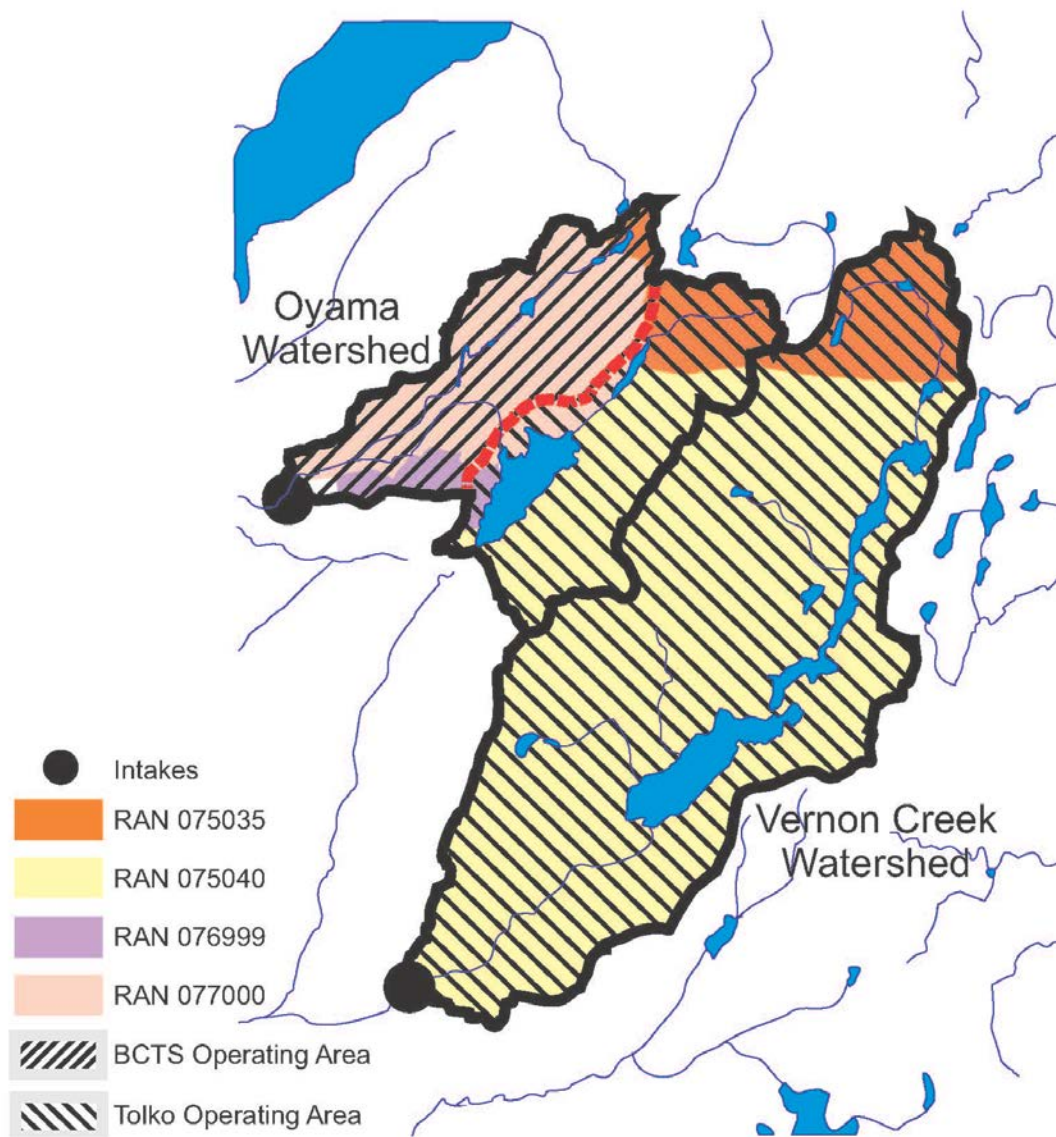 Oyama
Watershed
Intakes
RAN 075035
RAN 075040
RAN 076999
RAN 077000
BCTS Operating Area
Tolko Operating Area
Vernon Creek
Watershed